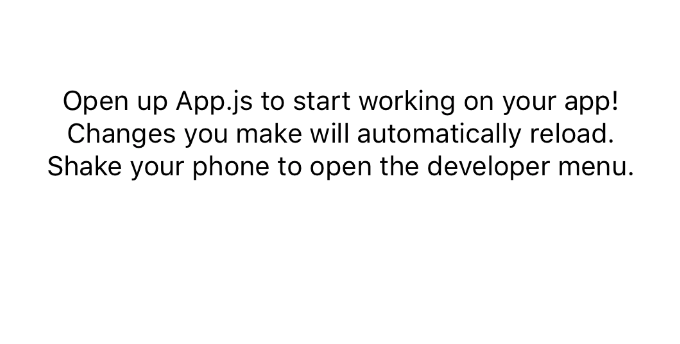 Open up App.js to start working on your app!
Changes you make will automatically reload.
Shake your phone to open the developer menu.